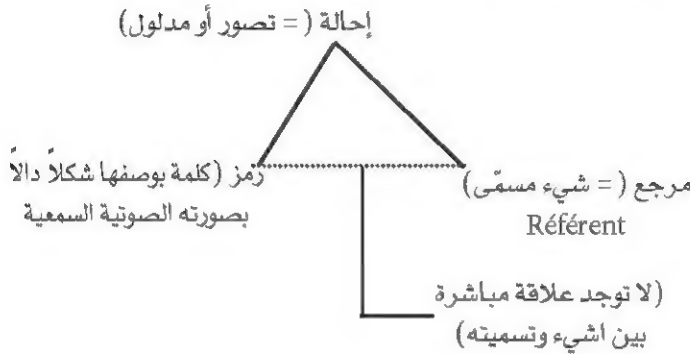 إحالة ( = تصور أو مدلول)
مرجع ( = شيء مسمّى)
Référent
رمز (كلمة بوصفها شكلاً دالاً
بصورته الصوتية السمعية
(لا توجد علاقة مباشرة
بين اشيء وتسميته)